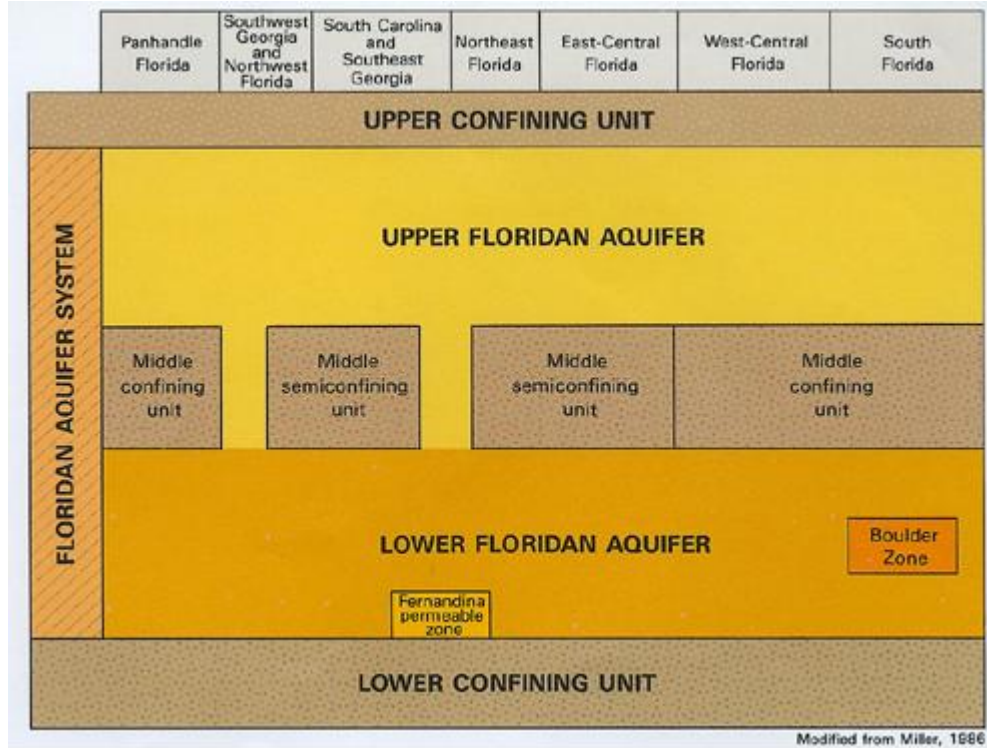 Panhandle
Florida
Southwest
Georgia
and
Northwest
Florida
South Carolina
and
Southeast
Georgia
Northeast
Florida
East-Central
Florida
West-Central
Florida
South
Florida
UPPER CONFINING UNIT
FLORIDAN AQUIFER SYSTEM
UPPER FLORIDAN AQUIFER
Middle
confining
unit
Middle
semiconfining
unit
Middle
semiconfining
unit
Middle
confining
unit
LOWER FLORIDAN AQUIFER
Boulder
Zone
Fernandina
permeable
zone
LOWER CONFINING UNIT
Modified from Miller, 1986